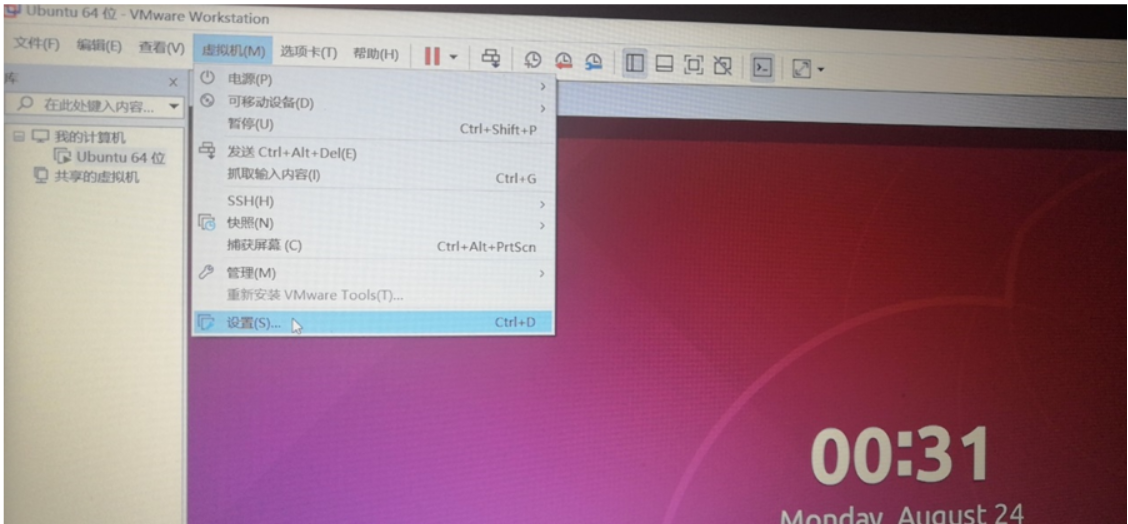 Ubuntu 64 位 - VMware Workstation
文件(F) 编辑(E) 查看(V) 虚拟机(M) 选项卡(T) 帮助(H)
库
在此处键入内容...
我的计算机
Ubuntu 64 位
共享的虚拟机
电源(P)
可移动设备(D)
暂停(U) Ctrl+Shift+P
发送 Ctrl+Alt+Del(E)
抓取输入内容(I) Ctrl+G
SSH(H)
快照(N)
捕获屏幕 (C) Ctrl+Alt+PrtScn
管理(M)
重新安装 VMware Tools(T)...
设置(S)... Ctrl+D
00:31
Monday, August 24